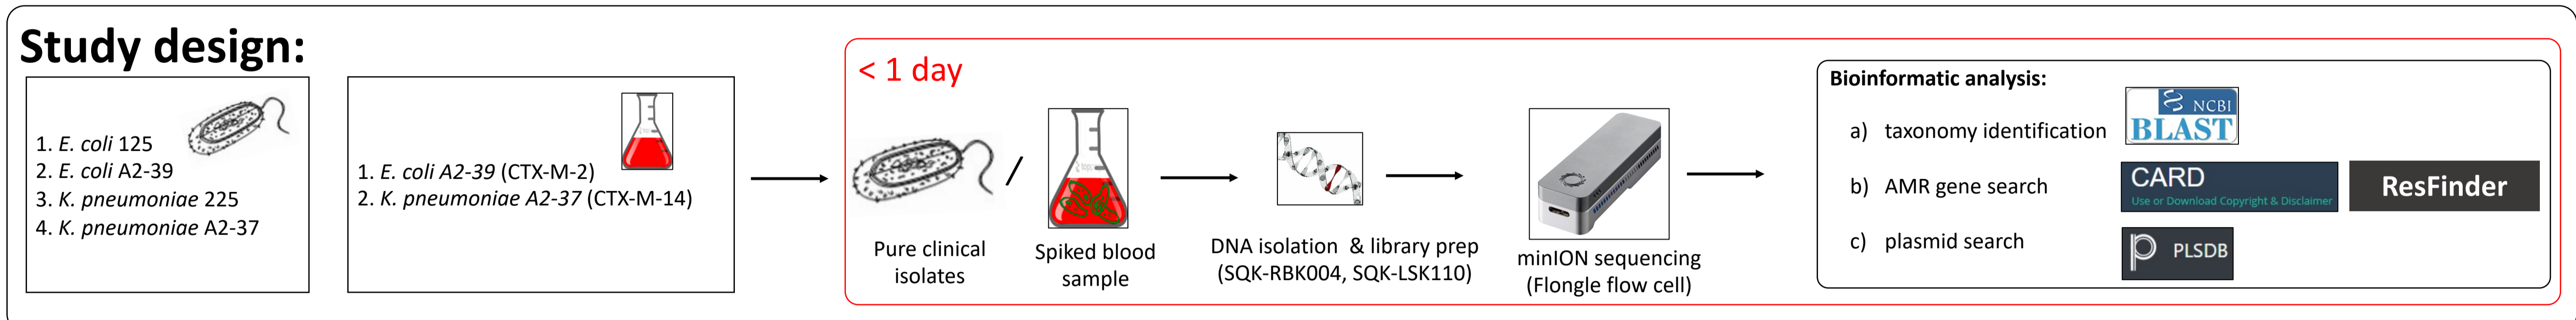 Study design:
1. E. coli 125
2. E. coli A2-39
3. K. pneumoniae 225
4. K. pneumoniae A2-37
1. E. coli A2-39 (CTX-M-2)
2. K. pneumoniae A2-37 (CTX-M-14)
< 1 day
Pure clinical
isolates
/
Spiked blood
sample
DNA isolation & library prep
(SQK-RBK004, SQK-LSK110)
minION sequencing
(Flongle flow cell)
Bioinformatic analysis:
a) taxonomy identification
NCBI
BLAST
b) AMR gene search
CARD
Use or Download Copyright & Disclaimer
ResFinder
c) plasmid search
PLSDB